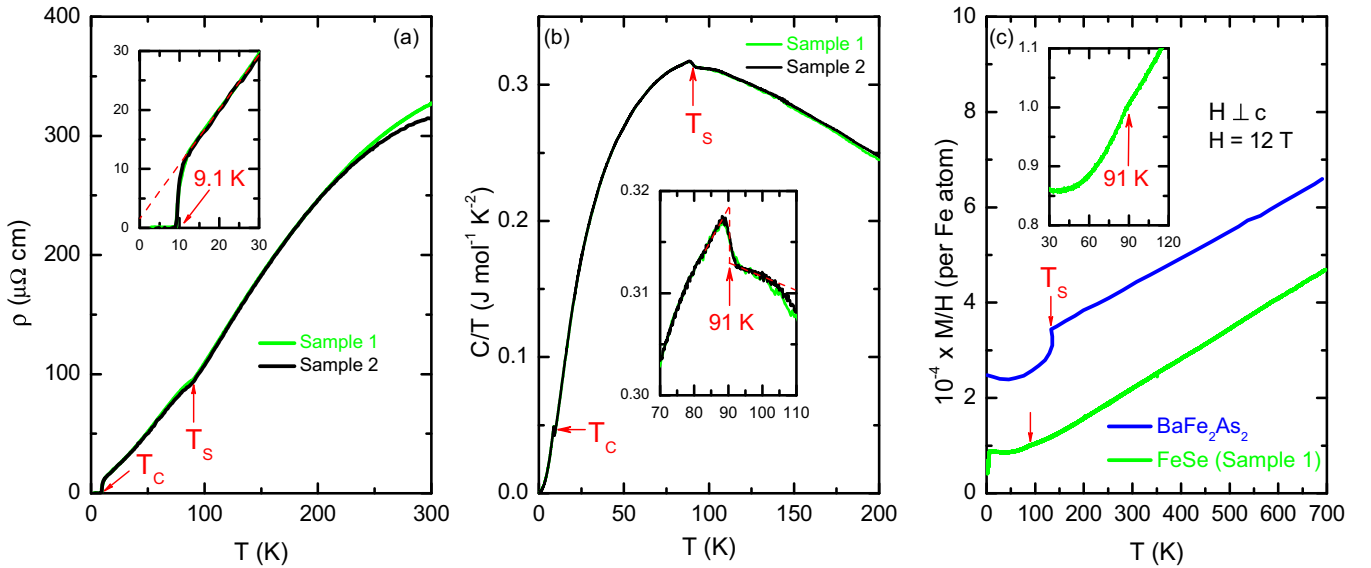 (a)
400
300
200
100
0
ρ (μΩ cm)
0 100 200 300
T (K)
30
20
10
0
0 10 20 30
9.1 K
Sample 1
Sample 2
T_S
T_C
(b)
0.3
0.2
0.1
0.0
C/T (J mol⁻¹ K⁻²)
0 50 100 150 200
T (K)
Sample 1
Sample 2
T_S
0.32
0.31
0.30
70 80 90 100 110
91 K
T_C
(c)
10
8
6
4
2
0
10⁻⁴ x M/H (per Fe atom)
0 100 200 300 400 500 600 700
T (K)
1.1
1.0
0.9
0.8
30 60 90 120
91 K
H ⊥ c
H = 12 T
T_S
BaFe₂As₂
FeSe (Sample 1)